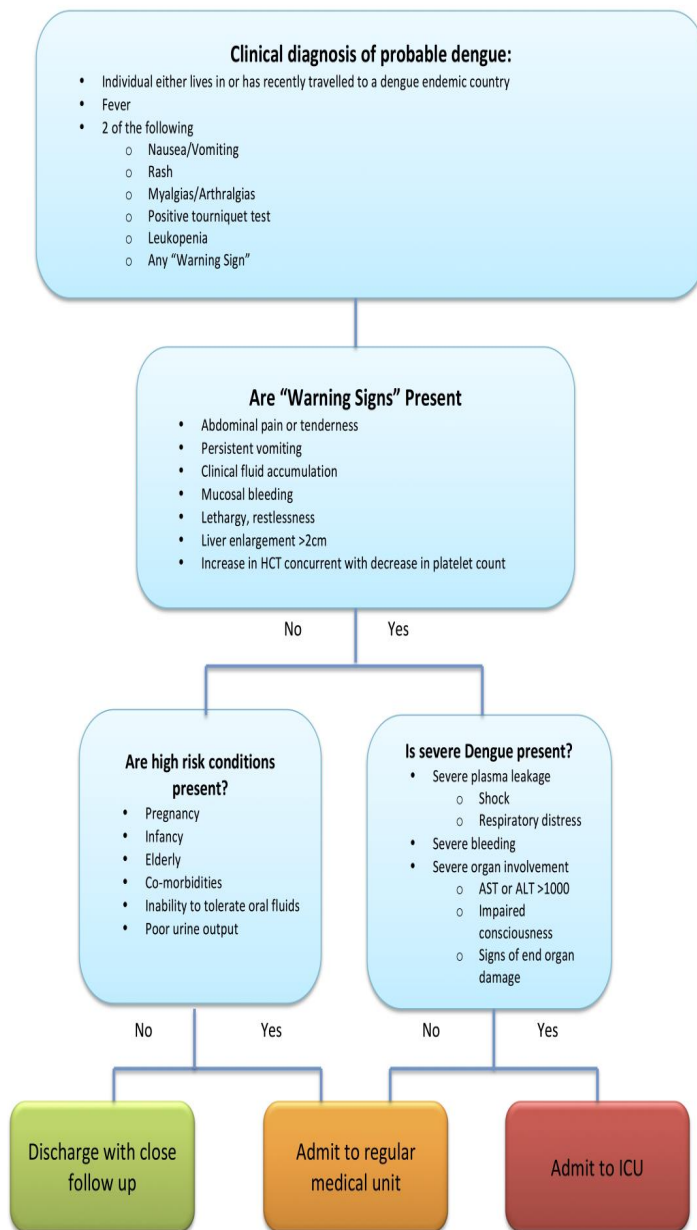 Clinical diagnosis of probable dengue:
• Individual either lives in or has recently travelled to a dengue endemic country
• Fever
• 2 of the following
o Nausea/Vomiting
o Rash
o Myalgias/Arthralgias
o Positive tourniquet test
o Leukopenia
o Any “Warning Sign”
Are “Warning Signs” Present
• Abdominal pain or tenderness
• Persistent vomiting
• Clinical fluid accumulation
• Mucosal bleeding
• Lethargy, restlessness
• Liver enlargement >2cm
• Increase in HCT concurrent with decrease in platelet count
No Yes
Are high risk conditions
present?
• Pregnancy
• Infancy
• Elderly
• Co-morbidities
• Inability to tolerate oral fluids
• Poor urine output
Is severe Dengue present?
• Severe plasma leakage
o Shock
o Respiratory distress
• Severe bleeding
• Severe organ involvement
o AST or ALT >1000
o Impaired
consciousness
o Signs of end organ
damage
No Yes
No Yes
Discharge with close
follow up
Admit to regular
medical unit
Admit to ICU